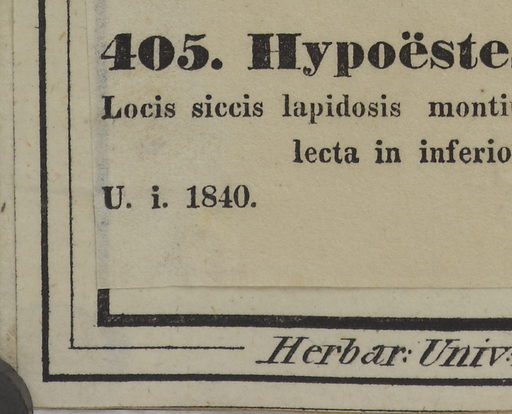 405. Hypoëste
Locis siccis lapidosis monti
lecta in inferio
U. i. 1840.
Herbar: Univ: